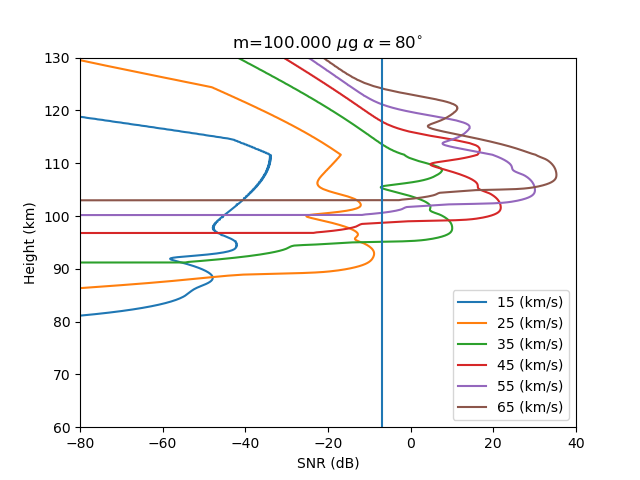 m=100.000 μg α = 80°
130
120
110
100
90
80
70
60
Height (km)
−80
−60
−40
−20
0
20
40
SNR (dB)
15 (km/s)
25 (km/s)
35 (km/s)
45 (km/s)
55 (km/s)
65 (km/s)